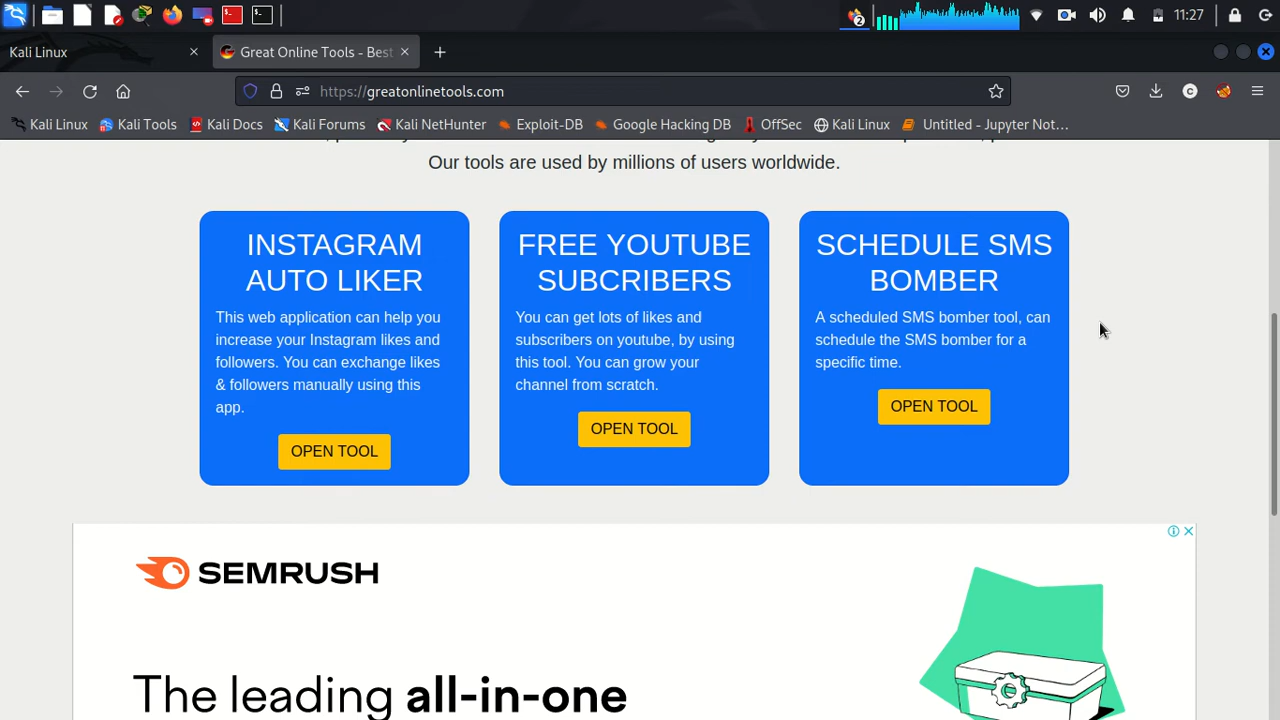 2
11:27
Kali Linux
Great Online Tools - Best
https://greatonlinetools.com
Kali Linux
Kali Tools
Kali Docs
Kali Forums
Kali NetHunter
Exploit-DB
Google Hacking DB
OffSec
Kali Linux
Untitled - Jupyter Not…
Our tools are used by millions of users worldwide.
INSTAGRAM
AUTO LIKER
This web application can help you
increase your Instagram likes and
followers. You can exchange likes
& followers manually using this
app.
OPEN TOOL
FREE YOUTUBE
SUBCRIBERS
You can get lots of likes and
subscribers on youtube, by using
this tool. You can grow your
channel from scratch.
OPEN TOOL
SCHEDULE SMS
BOMBER
A scheduled SMS bomber tool, can
schedule the SMS bomber for a
specific time.
OPEN TOOL
SEMRUSH
The leading all-in-one